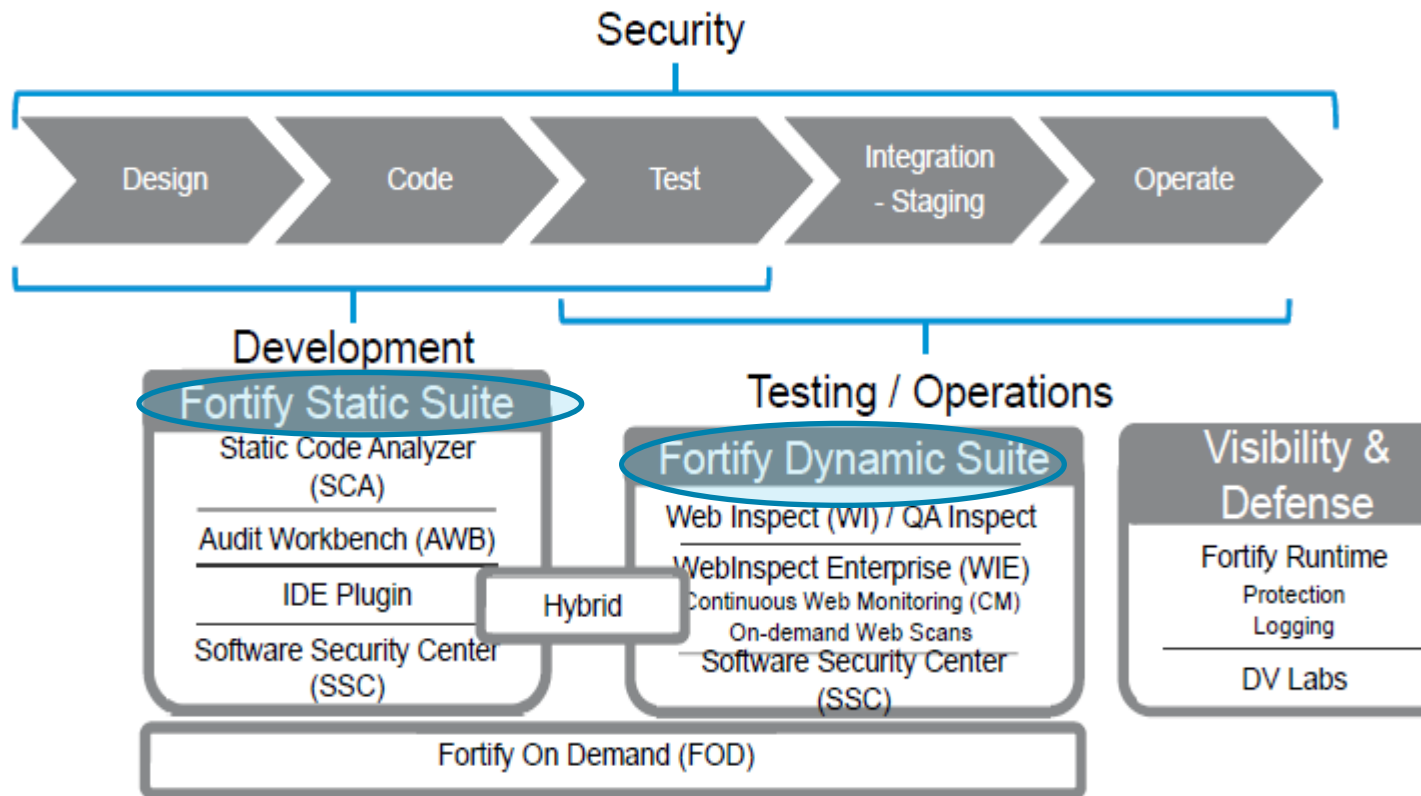 Security
Design
Code
Test
Integration
- Staging
Operate
Development
Fortify Static Suite
Static Code Analyzer
(SCA)
Audit Workbench (AWB)
IDE Plugin
Software Security Center
(SSC)
Hybrid
Testing / Operations
Fortify Dynamic Suite
Web Inspect (WI) / QA Inspect
WebInspect Enterprise (WIE)
Continuous Web Monitoring (CM)
On-demand Web Scans
Software Security Center
(SSC)
Visibility &
Defense
Fortify Runtime
Protection
Logging
DV Labs
Fortify On Demand (FOD)